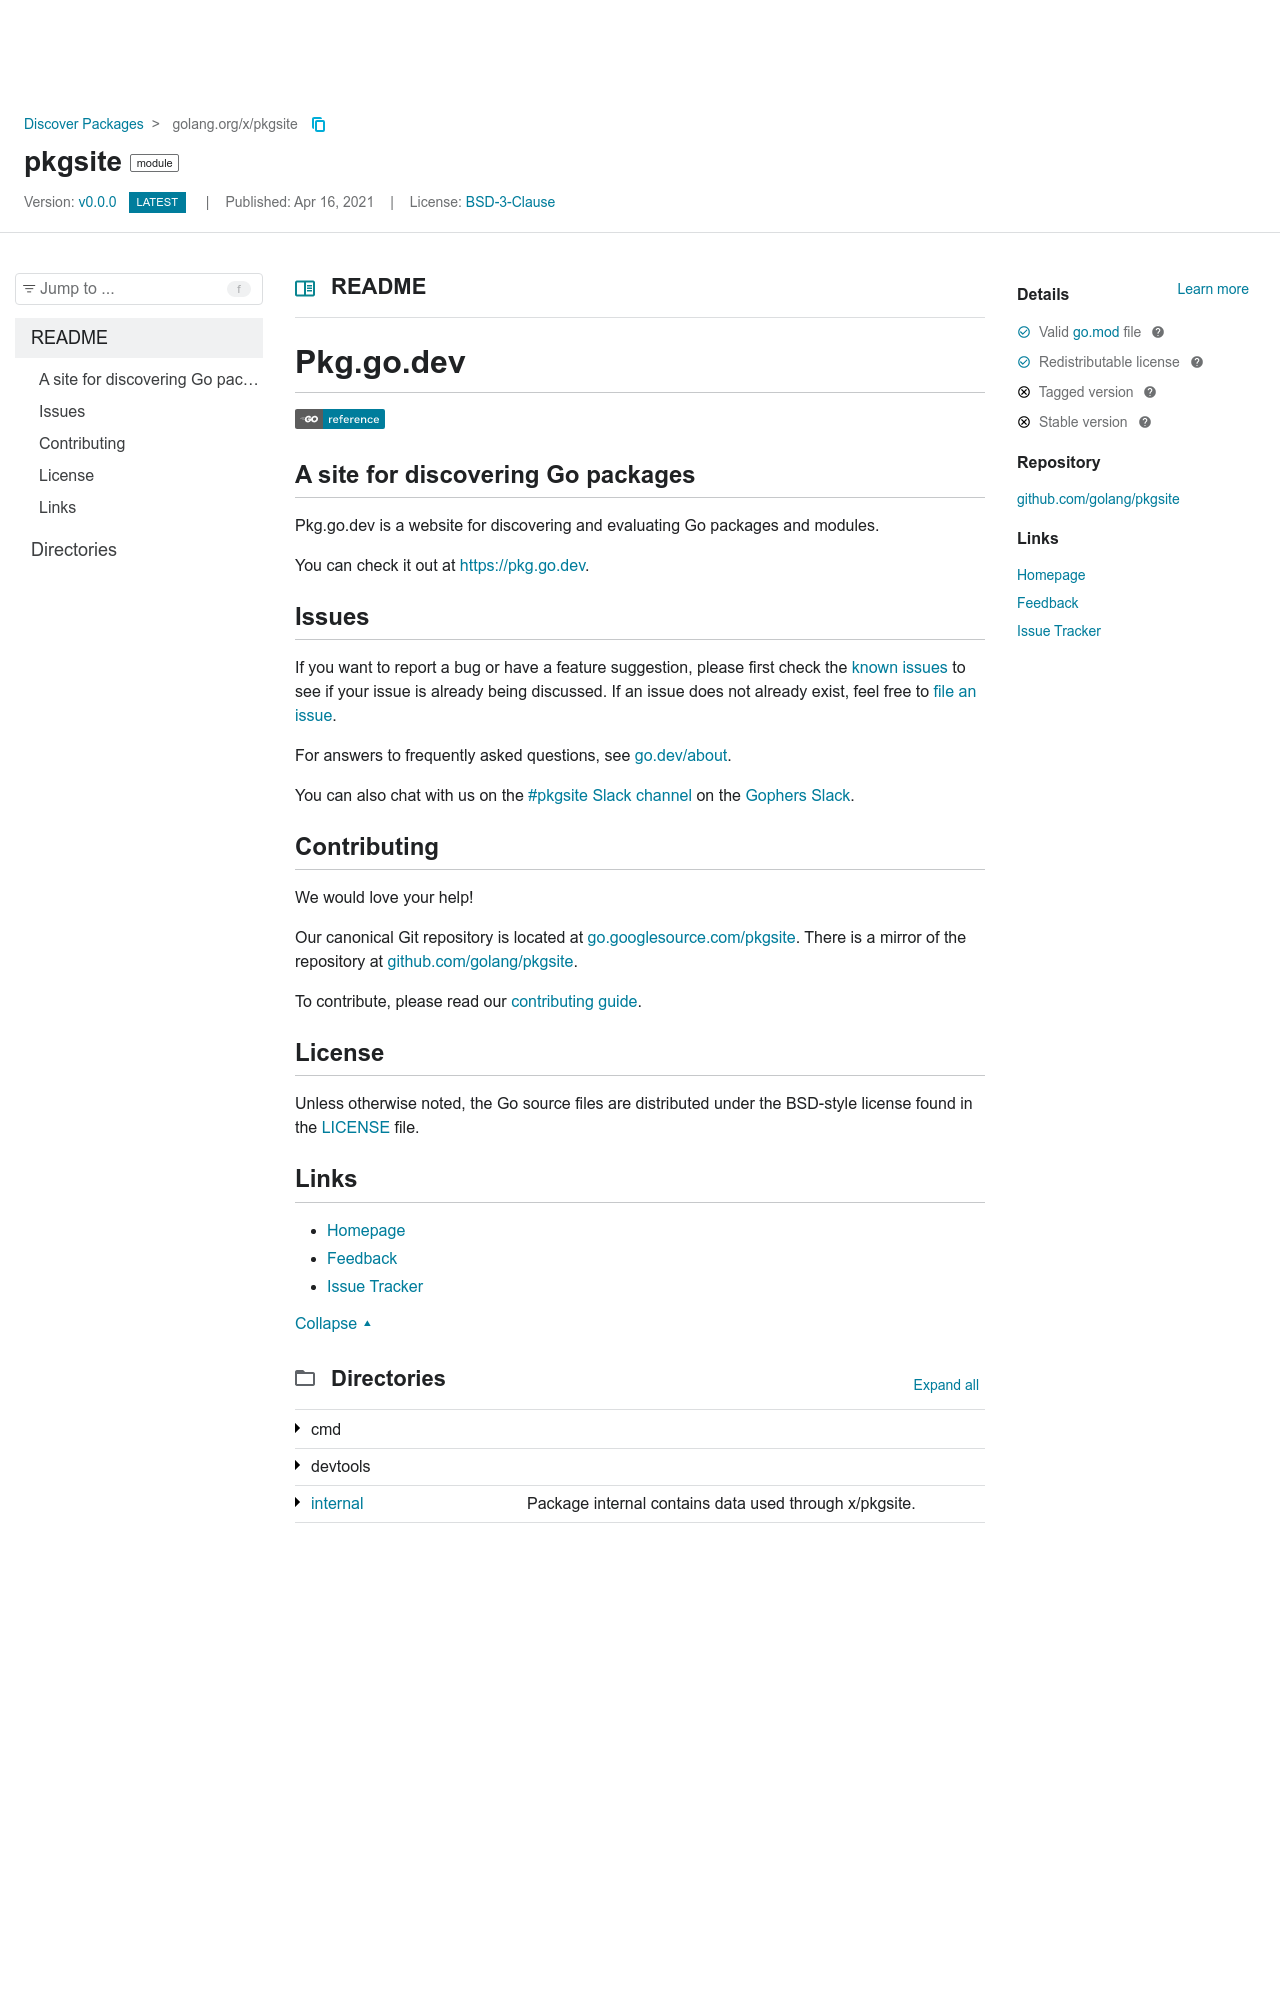 Discover Packages > golang.org/x/pkgsite
pkgsite module
Version: v0.0.0 LATEST | Published: Apr 16, 2021 | License: BSD-3-Clause
Jump to ... f
README
A site for discovering Go pac…
Issues
Contributing
License
Links
Directories
README
Pkg.go.dev
GO reference
A site for discovering Go packages
Pkg.go.dev is a website for discovering and evaluating Go packages and modules.
You can check it out at https://pkg.go.dev.
Issues
If you want to report a bug or have a feature suggestion, please first check the known issues to
see if your issue is already being discussed. If an issue does not already exist, feel free to file an
issue.
For answers to frequently asked questions, see go.dev/about.
You can also chat with us on the #pkgsite Slack channel on the Gophers Slack.
Contributing
We would love your help!
Our canonical Git repository is located at go.googlesource.com/pkgsite. There is a mirror of the
repository at github.com/golang/pkgsite.
To contribute, please read our contributing guide.
License
Unless otherwise noted, the Go source files are distributed under the BSD-style license found in
the LICENSE file.
Links
• Homepage
• Feedback
• Issue Tracker
Collapse
Directories
Expand all
cmd
devtools
internal Package internal contains data used through x/pkgsite.
Details Learn more
Valid go.mod file
Redistributable license
Tagged version
Stable version
Repository
github.com/golang/pkgsite
Links
Homepage
Feedback
Issue Tracker